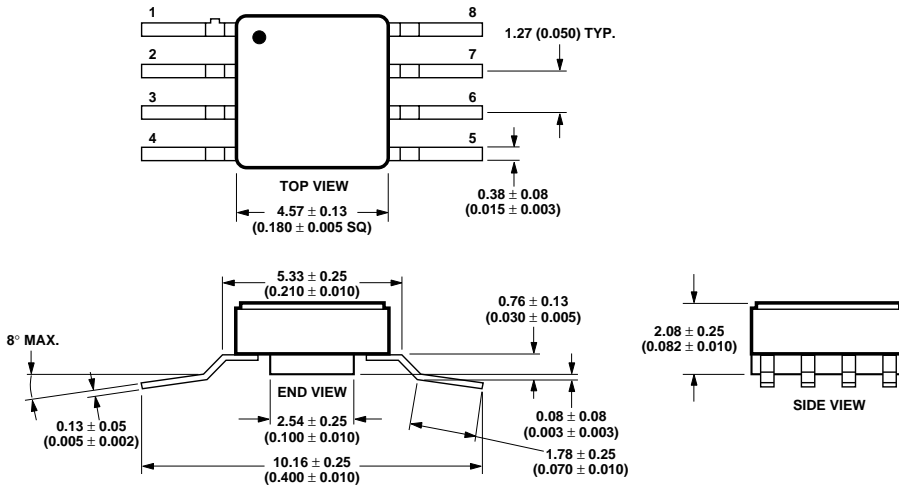 1
8
1.27 (0.050) TYP.
2
7
3
6
4
5
TOP VIEW
0.38 ± 0.08
(0.015 ± 0.003)
4.57 ± 0.13
(0.180 ± 0.005 SQ)
5.33 ± 0.25
(0.210 ± 0.010)
0.76 ± 0.13
(0.030 ± 0.005)
2.08 ± 0.25
(0.082 ± 0.010)
8° MAX.
END VIEW
SIDE VIEW
0.13 ± 0.05
(0.005 ± 0.002)
2.54 ± 0.25
(0.100 ± 0.010)
0.08 ± 0.08
(0.003 ± 0.003)
1.78 ± 0.25
(0.070 ± 0.010)
10.16 ± 0.25
(0.400 ± 0.010)